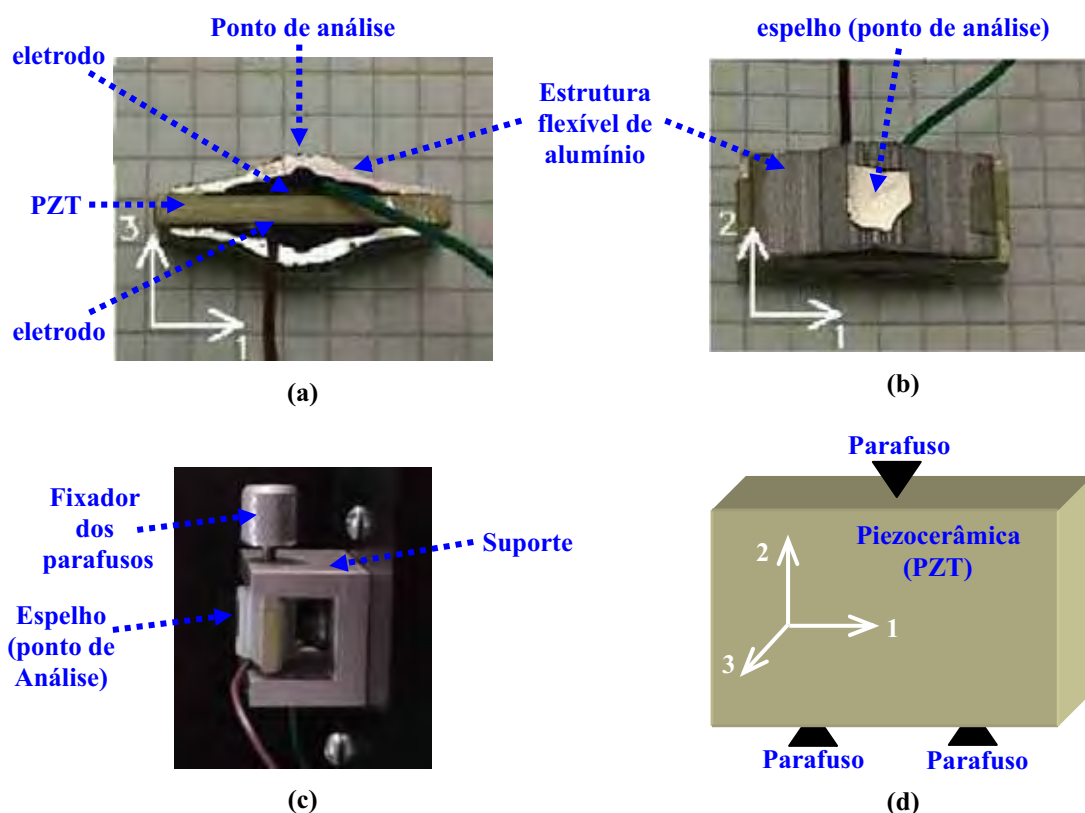 Ponto de análise
eletrodo
PZT
3
1
eletrodo
(a)
espelho (ponto de análise)
Estrutura
flexível de
alumínio
2
1
(b)
Fixador
dos
parafusos
Suporte
Espelho
(ponto de
Análise)
(c)
Parafuso
Piezocerâmica
(PZT)
2
1
3
Parafuso
Parafuso
(d)